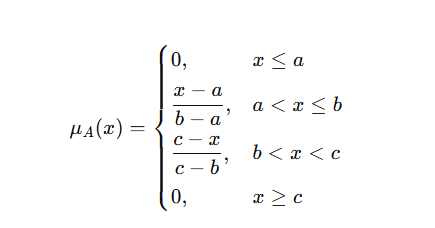 μ_A(x) = { 0, x ≤ a
(x − a)/(b − a), a < x ≤ b
(c − x)/(c − b), b < x < c
0, x ≥ c